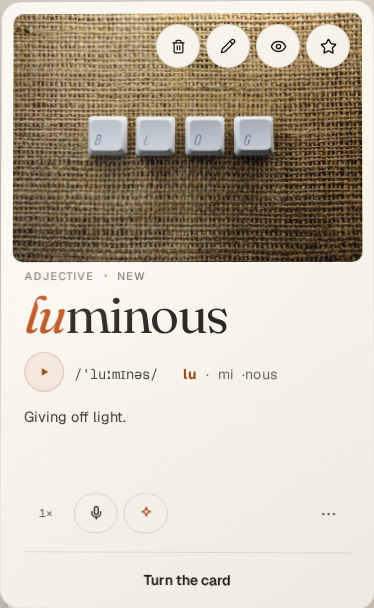 B L O G
ADJECTIVE • NEW
luminous
/ˈluːmɪnəs/ lu · mi ·nous
Giving off light.
1×
Turn the card